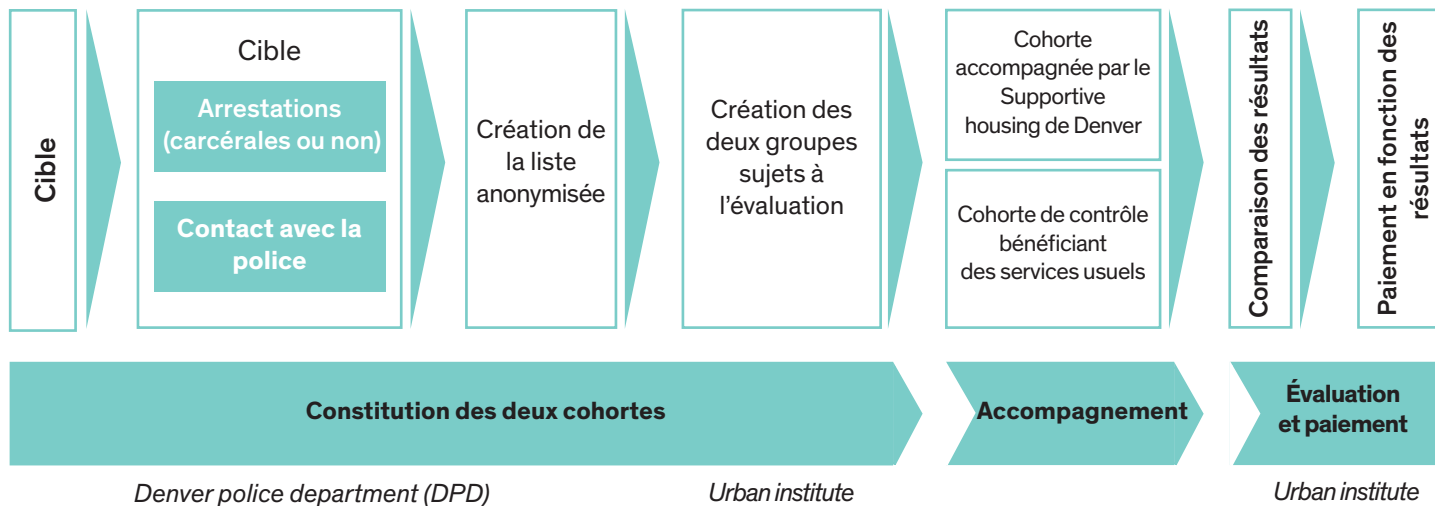 Cible
Cible
Arrestations
(carcérales ou non)
Contact avec la
police
Création de
la liste
anonymisée
Création des
deux groupes
sujets à
l’évaluation
Cohorte
accompagnée par le
Supportive
housing de Denver
Cohorte de contrôle
bénéficiant
des services usuels
Comparaison des résultats
Paiement en fonction des
résultats
Constitution des deux cohortes
Accompagnement
Évaluation
et paiement
Denver police department (DPD)
Urban institute
Urban institute